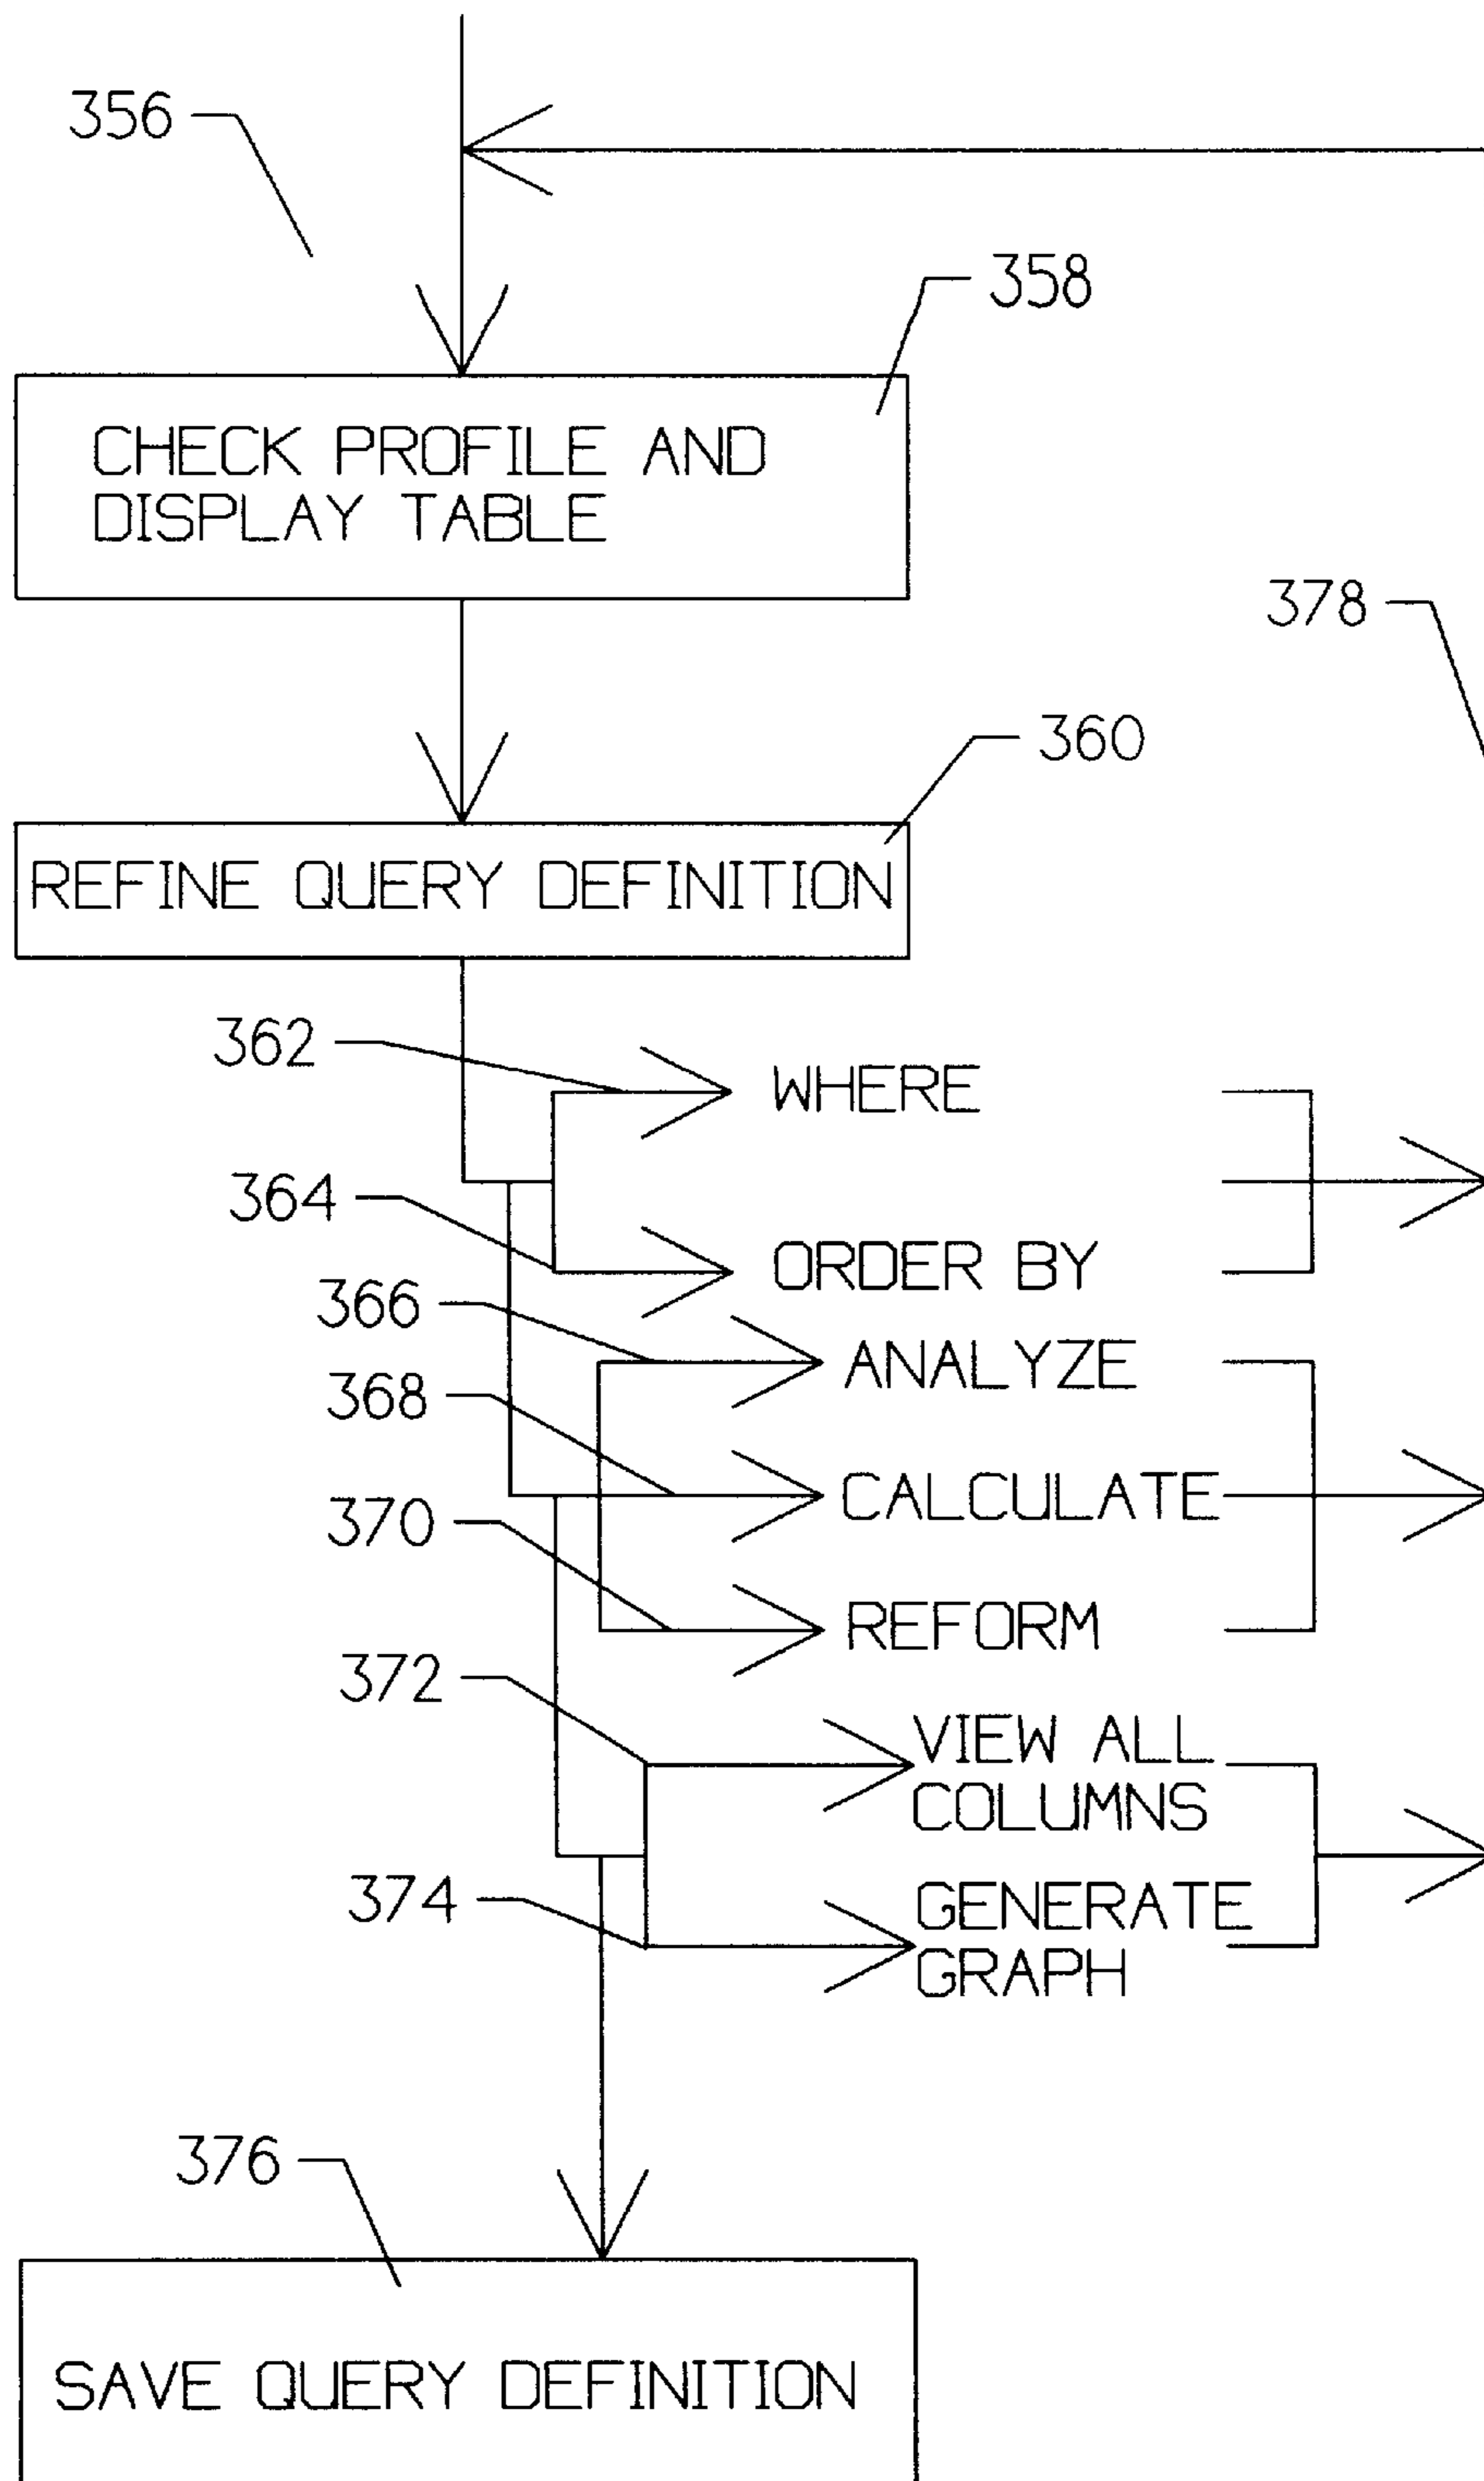 356
358
CHECK PROFILE AND
DISPLAY TABLE
378
360
REFINE QUERY DEFINITION
362
WHERE
364
ORDER BY
366
ANALYZE
368
CALCULATE
370
REFORM
372
VIEW ALL
COLUMNS
374
GENERATE
GRAPH
376
SAVE QUERY DEFINITION